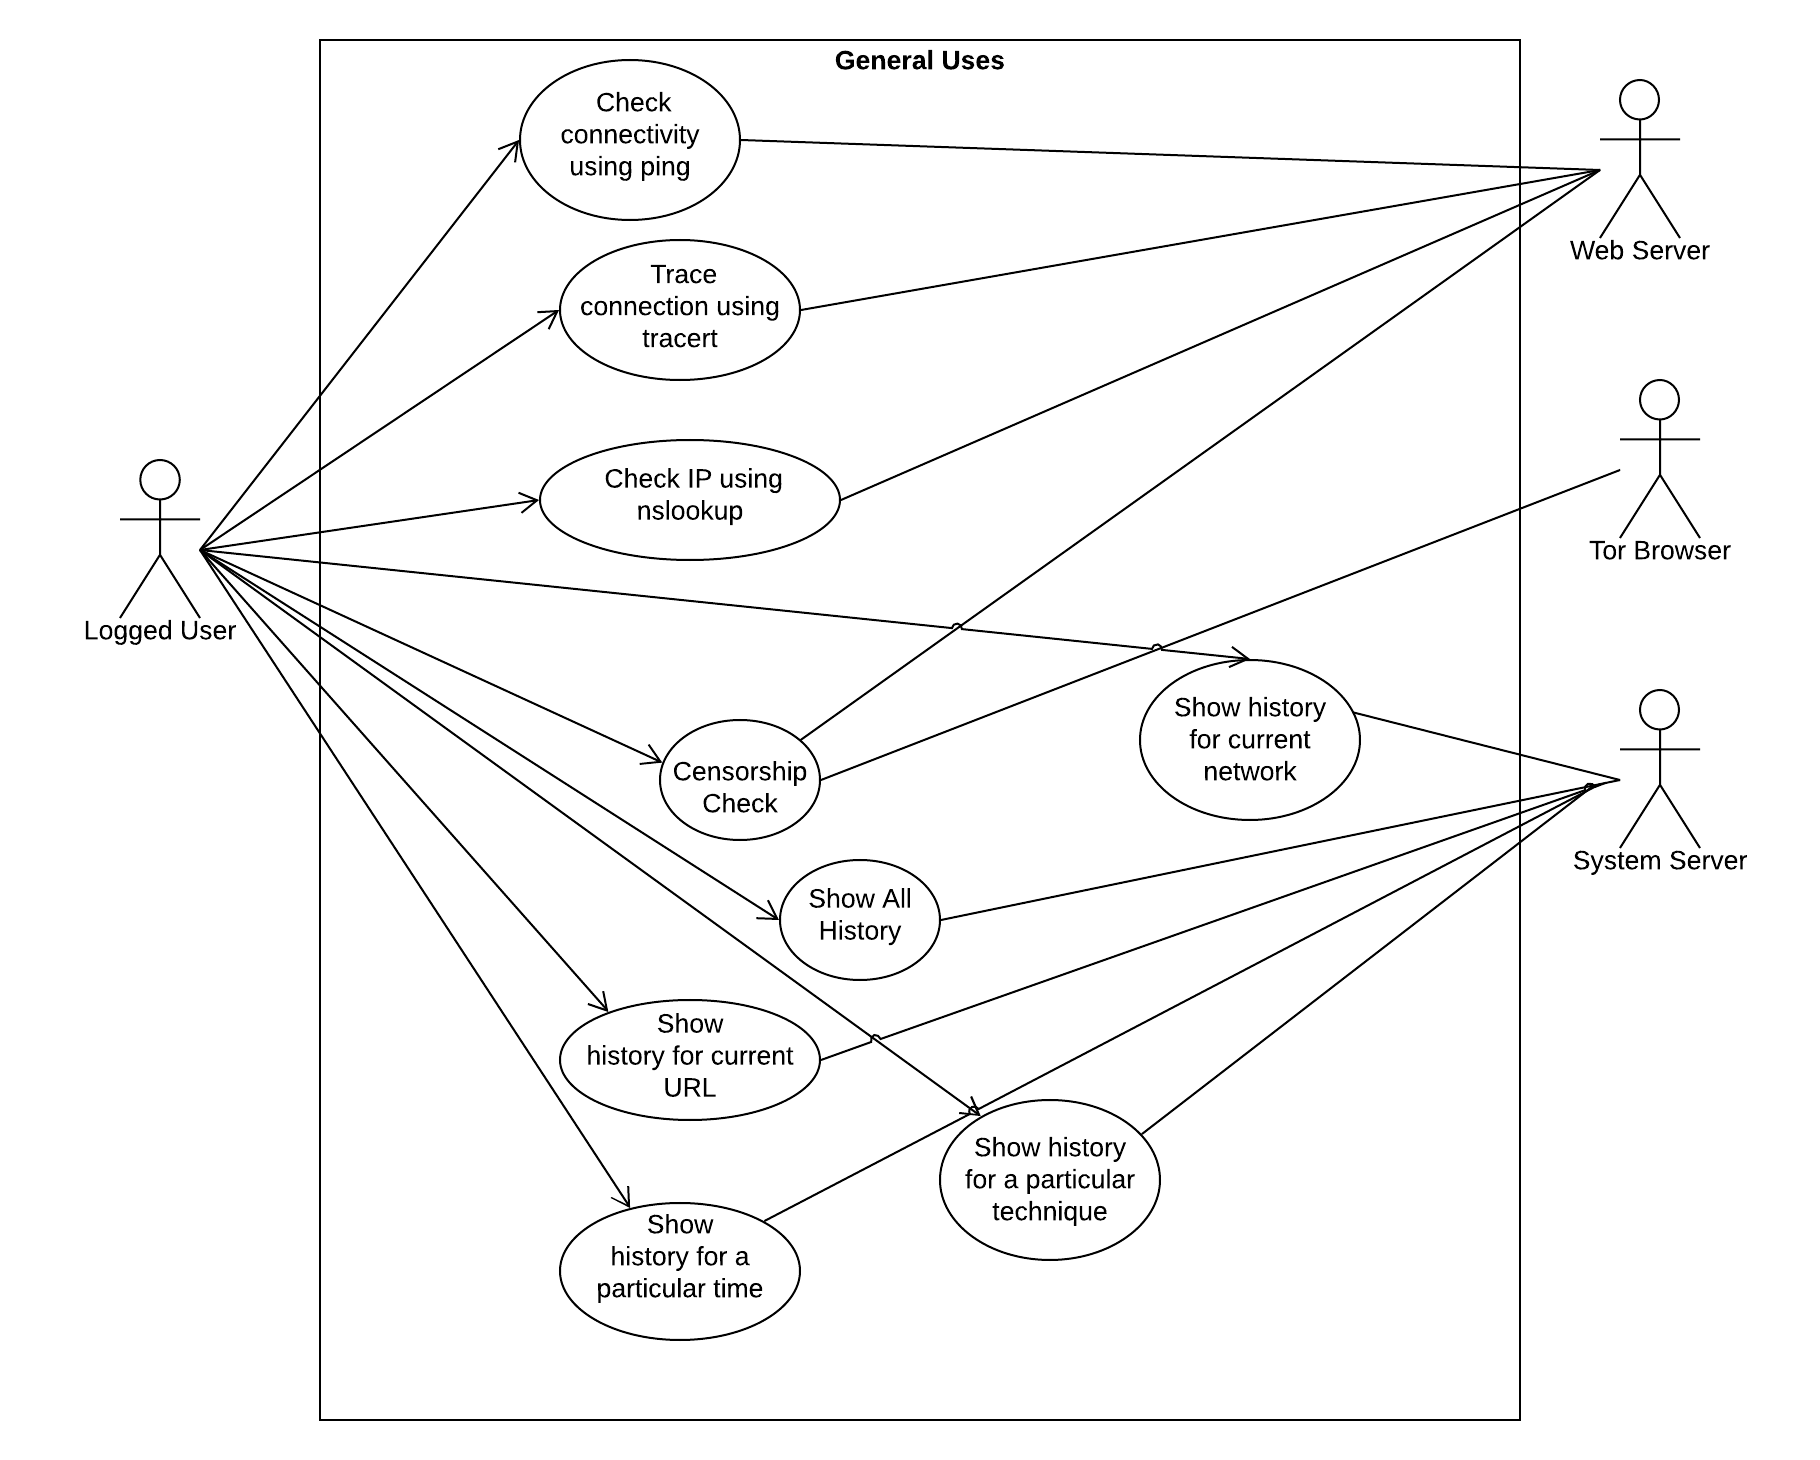 General Uses
Check
connectivity
using ping
Web Server
Trace
connection using
tracert
Check IP using
nslookup
Tor Browser
Logged User
Show history
for current
network
Censorship
Check
System Server
Show All
History
Show
history for current
URL
Show history
for a particular
technique
Show
history for a
particular time